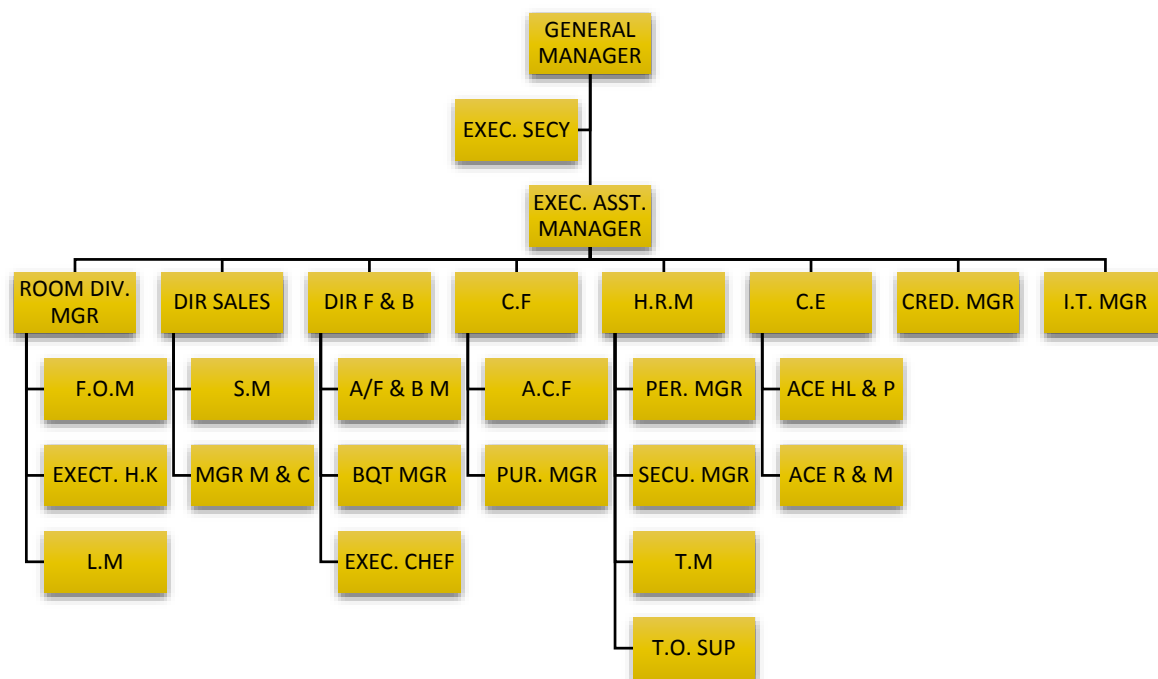 GENERAL
MANAGER
EXEC. SECY
EXEC. ASST.
MANAGER
ROOM DIV.
MGR
DIR SALES
DIR F & B
C.F
H.R.M
C.E
CRED. MGR
I.T. MGR
F.O.M
S.M
A/F & B M
A.C.F
PER. MGR
ACE HL & P
EXECT. H.K
MGR M & C
BQT MGR
PUR. MGR
SECU. MGR
ACE R & M
L.M
EXEC. CHEF
T.M
T.O. SUP